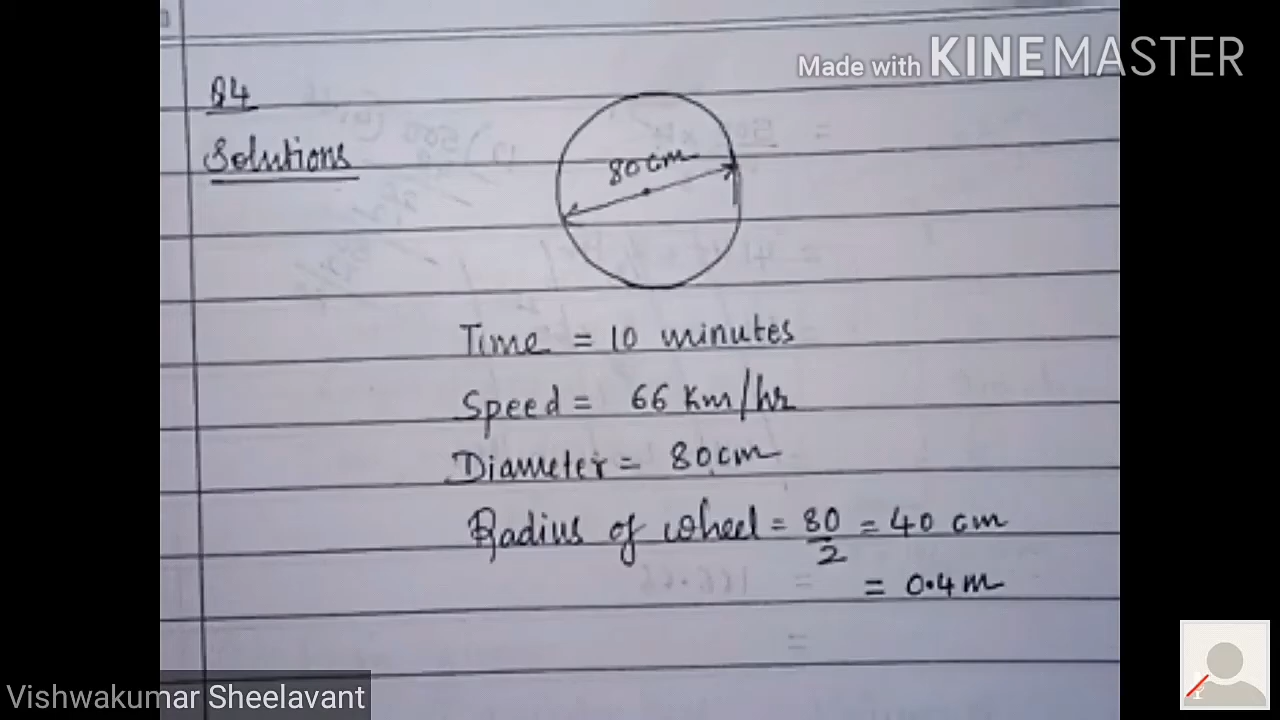 Made with KINEMASTER
Q4
Solutions
80cm
Time = 10 minutes
Speed = 66 Km/hr
Diameter = 80cm
Radius of wheel = 80/2 = 40 cm
= 0.4m
Vishwakumar Sheelavant